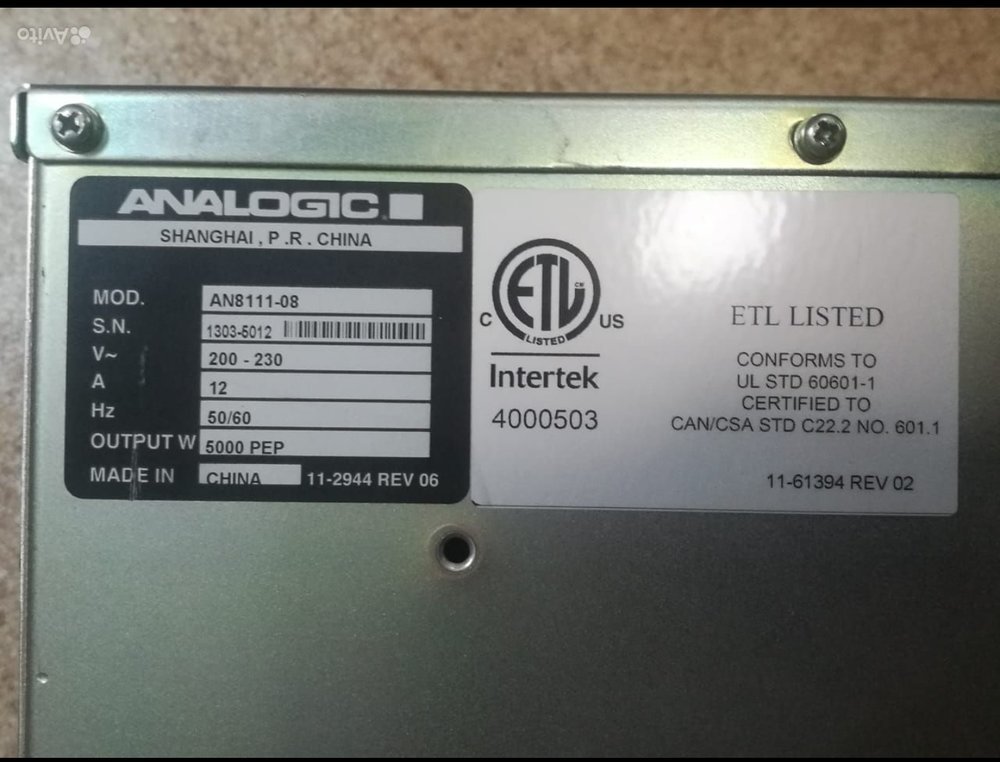 Avito
ANALOGIC
SHANGHAI , P .R . CHINA
MOD. AN8111-08
S.N. 1303-5012
V~ 200 - 230
A 12
Hz 50/60
OUTPUT W 5000 PEP
MADE IN CHINA 11-2944 REV 06
ETL CM
LISTED
C US
Intertek
4000503
ETL LISTED
CONFORMS TO
UL STD 60601-1
CERTIFIED TO
CAN/CSA STD C22.2 NO. 601.1
11-61394 REV 02